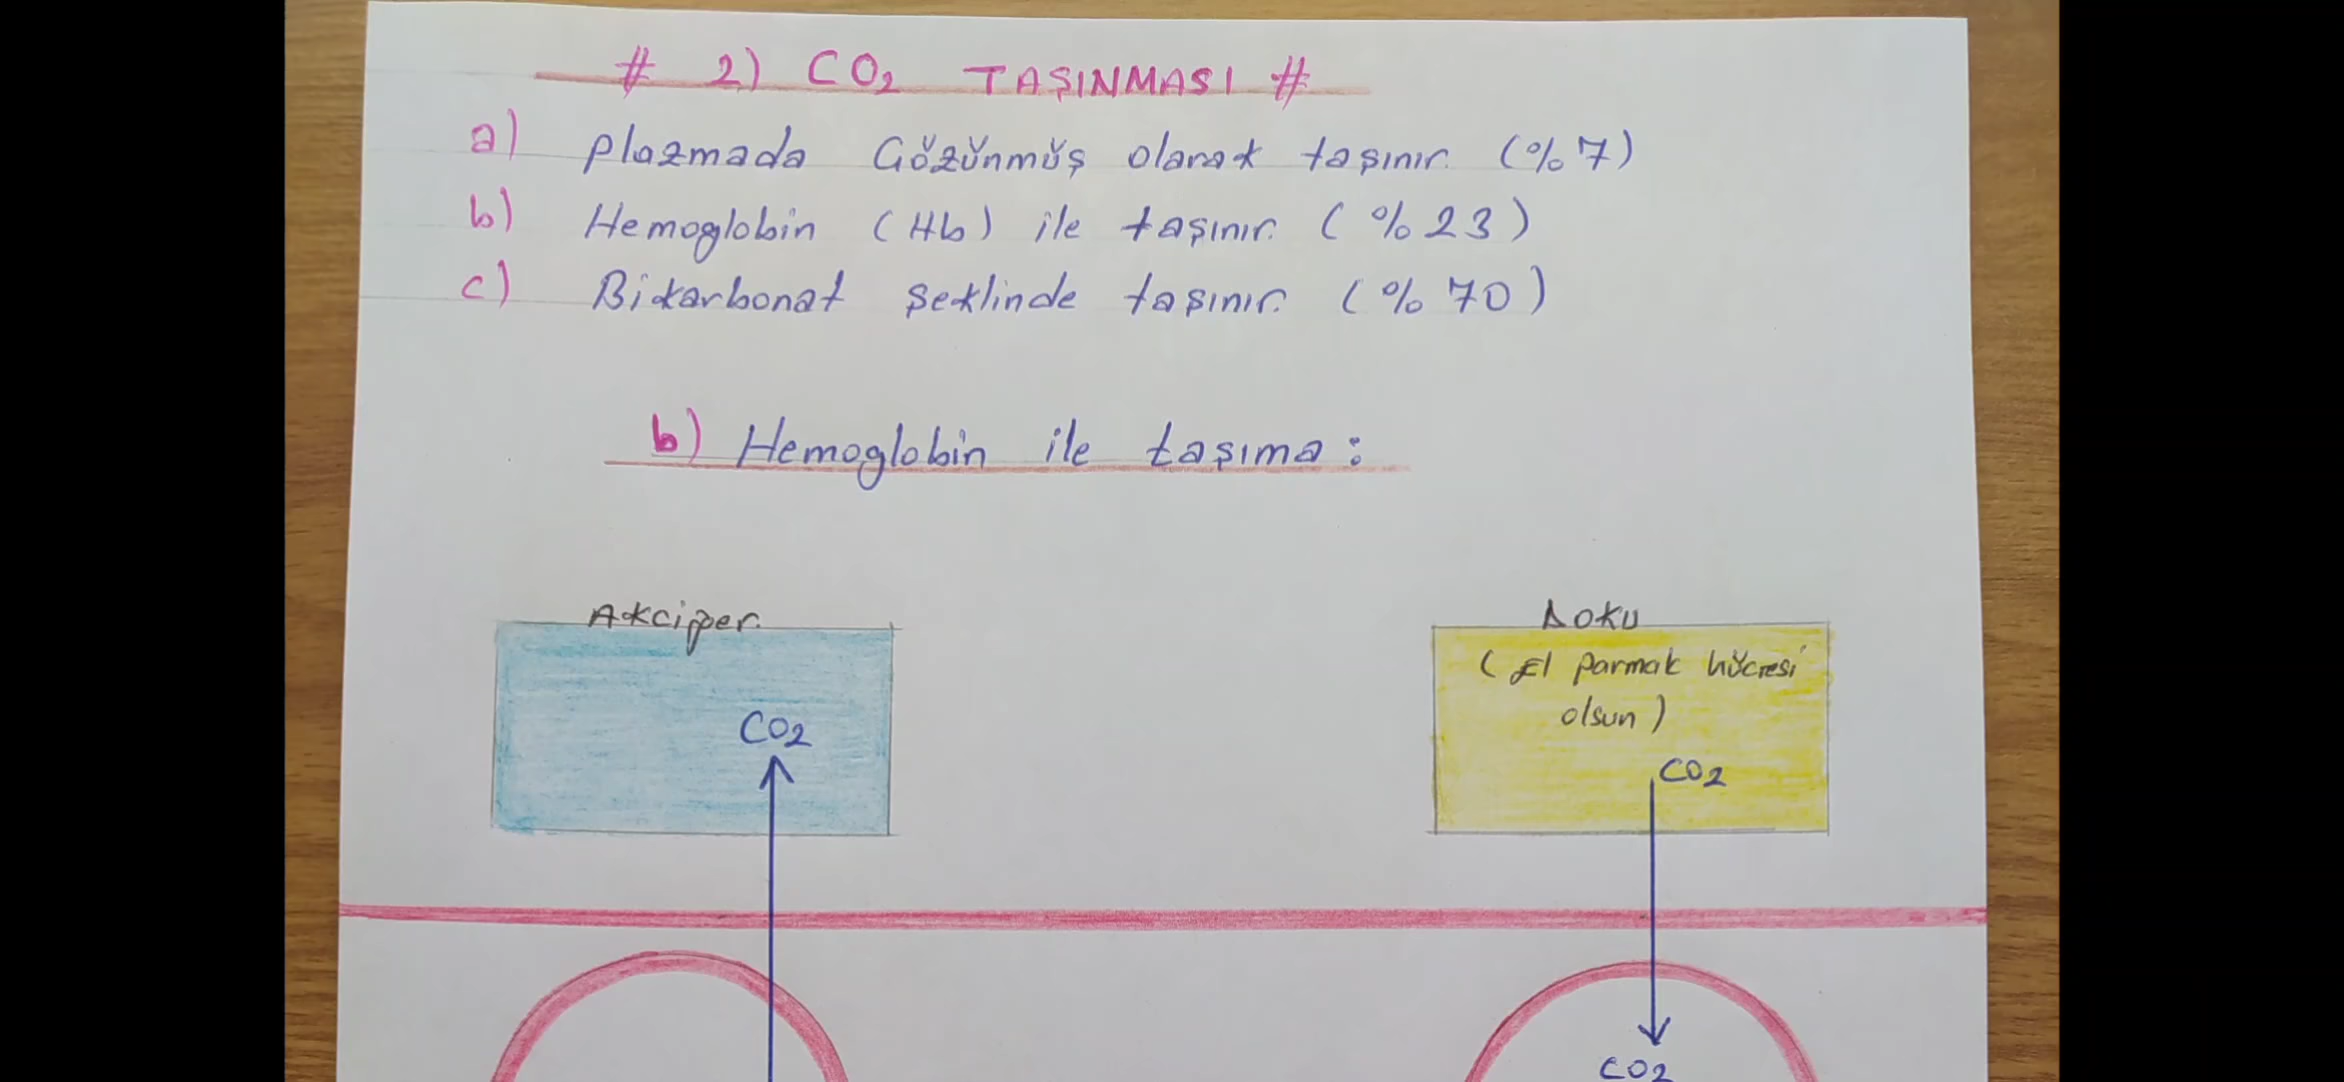 # 2) CO2 TAŞINMASI #
a) Plazmada Çözünmüş olarak taşınır. (%7)
b) Hemoglobin (Hb) ile taşınır. (%23)
c) Bikarbonat şeklinde taşınır. (%70)
b) Hemoglobin ile taşıma:
Akciğer.
Doku
(El parmak hücresi
olsun)
CO2
CO2
CO2